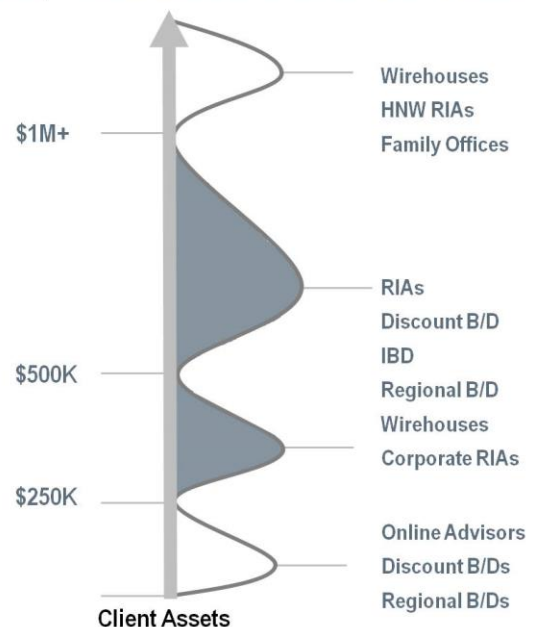 Wirehouses
HNW RIAs
Family Offices
$1M+
RIAs
Discount B/D
IBD
Regional B/D
Wirehouses
Corporate RIAs
$500K
$250K
Online Advisors
Discount B/Ds
Regional B/Ds
Client Assets